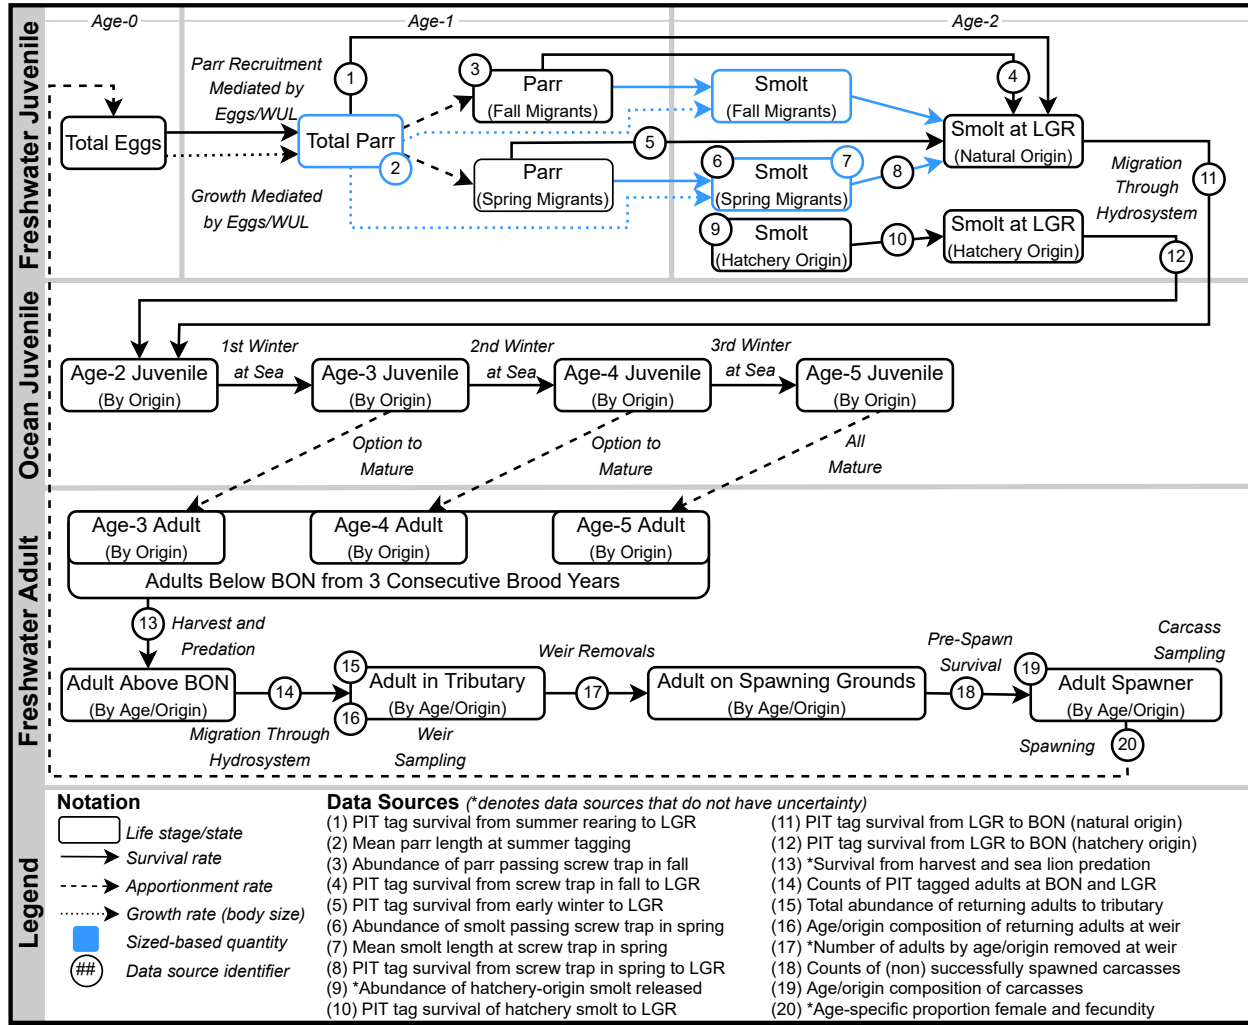 Age-0
Age-1
Age-2
Freshwater Juvenile
Parr Recruitment
Mediated by
Eggs/WUL
1
3
Parr
(Fall Migrants)
4
Smolt
(Fall Migrants)
Total Eggs
Total Parr
2
5
Smolt at LGR
(Natural Origin)
Growth Mediated
by Eggs/WUL
Parr
(Spring Migrants)
6
7
Smolt
(Spring Migrants)
8
Migration
Through
Hydrosystem
11
9
Smolt
(Hatchery Origin)
10
Smolt at LGR
(Hatchery Origin)
12
Ocean Juvenile
Age-2 Juvenile
(By Origin)
1st Winter
at Sea
Age-3 Juvenile
(By Origin)
2nd Winter
at Sea
Age-4 Juvenile
(By Origin)
3rd Winter
at Sea
Age-5 Juvenile
(By Origin)
Option to
Mature
Option to
Mature
All
Mature
Freshwater Adult
Age-3 Adult
(By Origin)
Age-4 Adult
(By Origin)
Age-5 Adult
(By Origin)
Adults Below BON from 3 Consecutive Brood Years
13
Harvest and
Predation
Adult Above BON
(By Age/Origin)
14
Migration Through
Hydrosystem
15
16
Adult in Tributary
(By Age/Origin)
Weir
Sampling
Weir Removals
17
Adult on Spawning Grounds
(By Age/Origin)
Pre-Spawn
Survival
18
Carcass
Sampling
19
Adult Spawner
(By Age/Origin)
Spawning
20
Legend
Notation
Life stage/state
Survival rate
Apportionment rate
Growth rate (body size)
Sized-based quantity
##
Data source identifier
Data Sources (*denotes data sources that do not have uncertainty)
(1) PIT tag survival from summer rearing to LGR
(2) Mean parr length at summer tagging
(3) Abundance of parr passing screw trap in fall
(4) PIT tag survival from screw trap in fall to LGR
(5) PIT tag survival from early winter to LGR
(6) Abundance of smolt passing screw trap in spring
(7) Mean smolt length at screw trap in spring
(8) PIT tag survival from screw trap in spring to LGR
(9) *Abundance of hatchery-origin smolt released
(10) PIT tag survival of hatchery smolt to LGR
(11) PIT tag survival from LGR to BON (natural origin)
(12) PIT tag survival from LGR to BON (hatchery origin)
(13) *Survival from harvest and sea lion predation
(14) Counts of PIT tagged adults at BON and LGR
(15) Total abundance of returning adults to tributary
(16) Age/origin composition of returning adults at weir
(17) *Number of adults by age/origin removed at weir
(18) Counts of (non) successfully spawned carcasses
(19) Age/origin composition of carcasses
(20) *Age-specific proportion female and fecundity